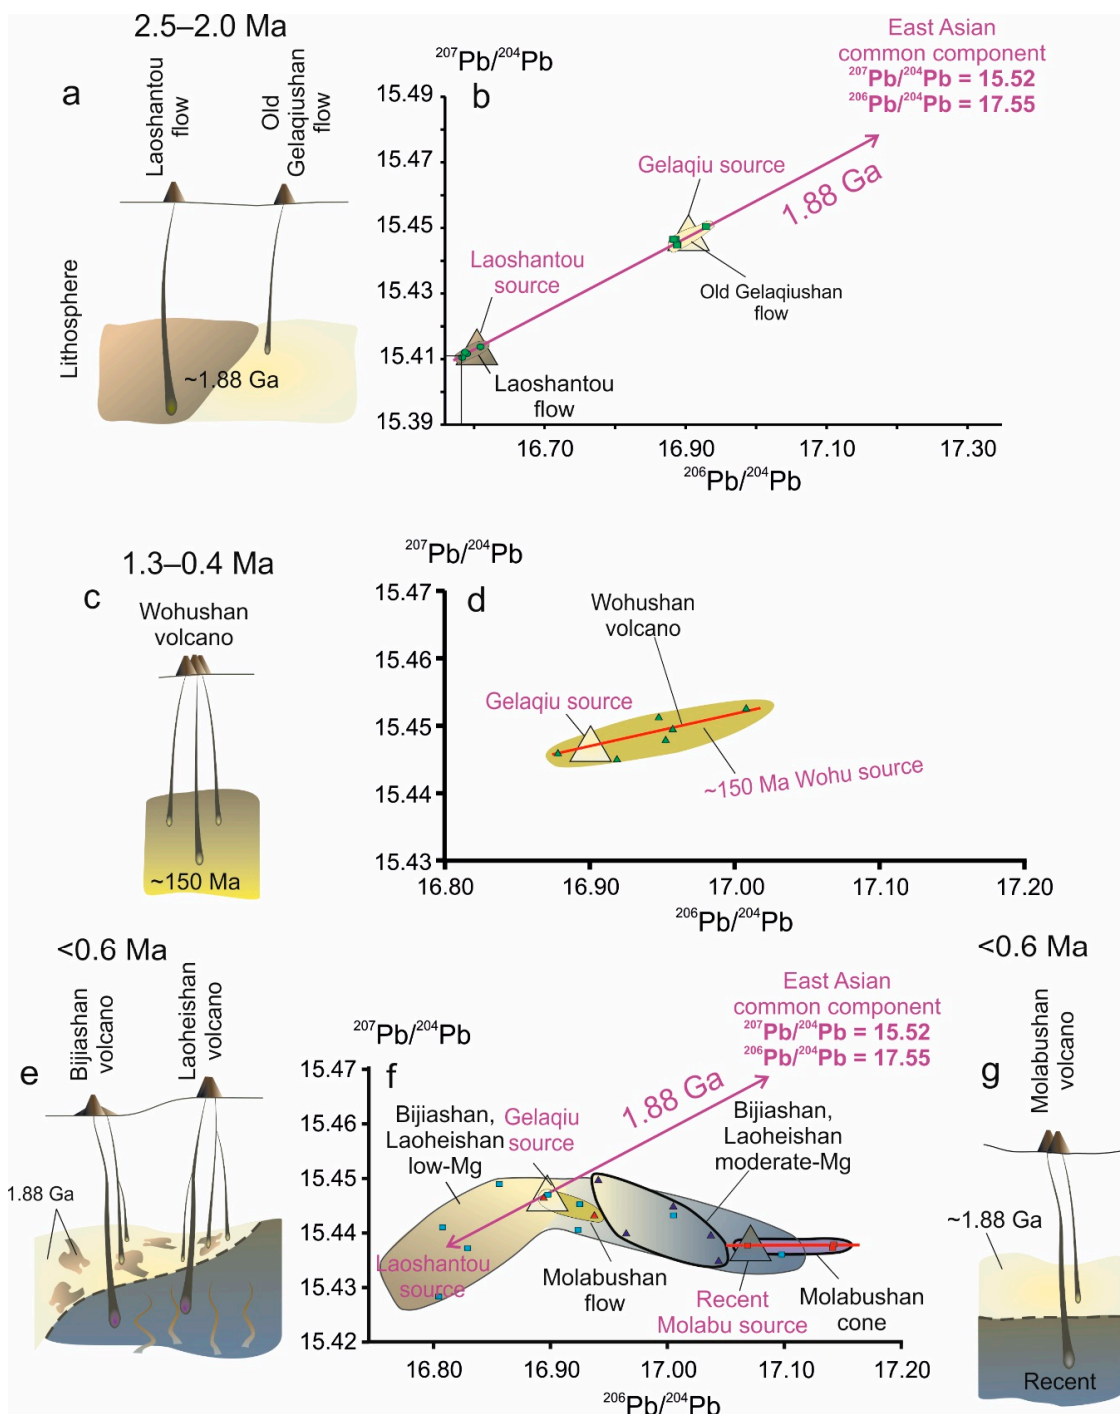 2.5–2.0 Ma
a
Laoshantou
flow
Old
Gelaqiushan
flow
Lithosphere
~1.88 Ga
²⁰⁷Pb/²⁰⁴Pb
b
East Asian
common component
²⁰⁷Pb/²⁰⁴Pb = 15.52
²⁰⁶Pb/²⁰⁴Pb = 17.55
15.49
15.47
15.45
15.43
15.41
15.39
Gelaqiu source
1.88 Ga
Laoshantou
source
Old Gelaqiushan
flow
Laoshantou
flow
16.70
16.90
17.10
17.30
²⁰⁶Pb/²⁰⁴Pb
1.3–0.4 Ma
c
Wohushan
volcano
~150 Ma
²⁰⁷Pb/²⁰⁴Pb
d
15.47
15.46
15.45
15.44
15.43
Wohushan
volcano
Gelaqiu source
~150 Ma Wohu source
16.80
16.90
17.00
17.10
17.20
²⁰⁶Pb/²⁰⁴Pb
<0.6 Ma
e
Bijiashan
volcano
Laoheishan
volcano
1.88 Ga
²⁰⁷Pb/²⁰⁴Pb
f
East Asian
common component
²⁰⁷Pb/²⁰⁴Pb = 15.52
²⁰⁶Pb/²⁰⁴Pb = 17.55
15.47
15.46
15.45
15.44
15.43
15.42
Bijiashan,
Laoheishan
low-Mg
Gelaqiu
source
1.88 Ga
Bijiashan,
Laoheishan
moderate-Mg
Laoshantou
source
Molabushan
flow
Recent
Molabu source
Molabushan
cone
16.80
16.90
17.00
17.10
17.20
²⁰⁶Pb/²⁰⁴Pb
<0.6 Ma
g
Molabushan
volcano
~1.88 Ga
Recent